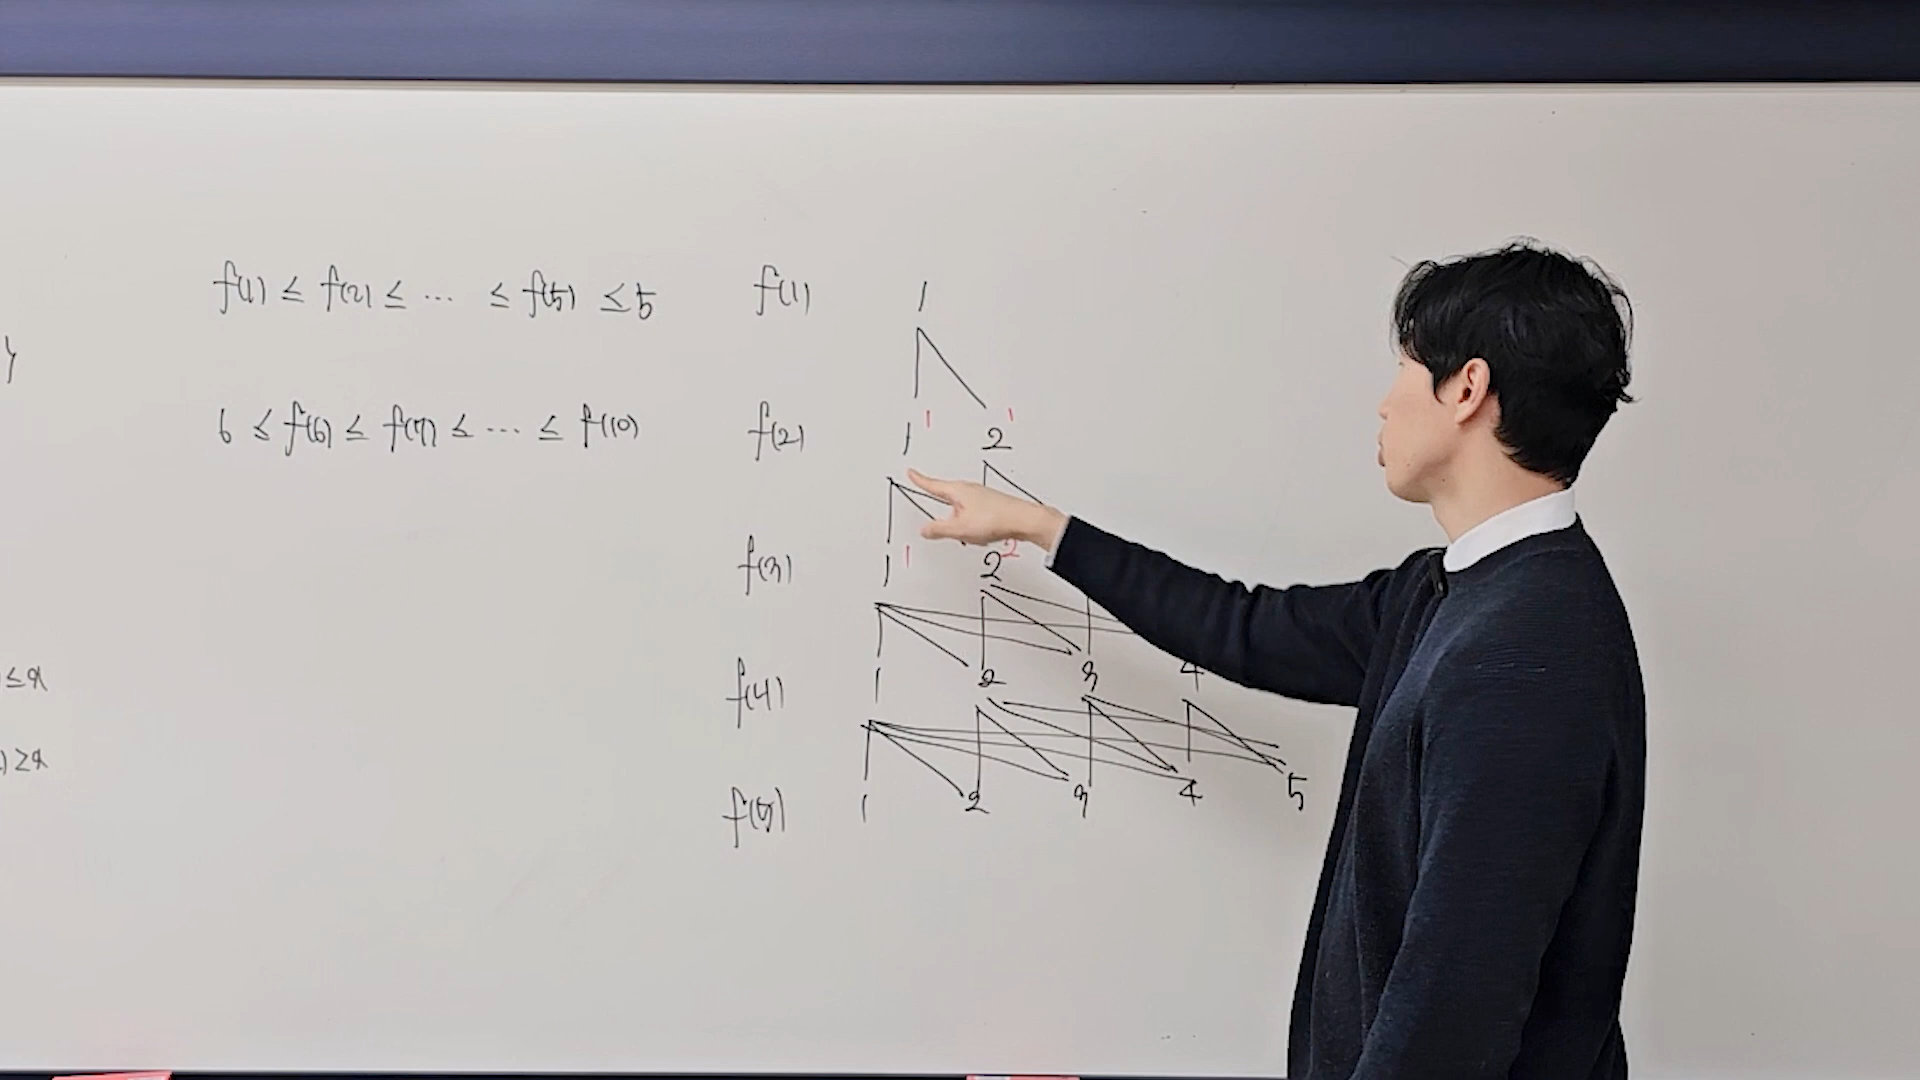 f(1) ≤ f(2) ≤ ... ≤ f(5) ≤ 5
6 ≤ f(6) ≤ f(7) ≤ ... ≤ f(10)
≤ x
) ≥ x
f(1) 1
1 1
f(2) 1 2
1 2
f(3) 1 2
f(4) 1 2 3 4
f(5) 1 2 3 4 5